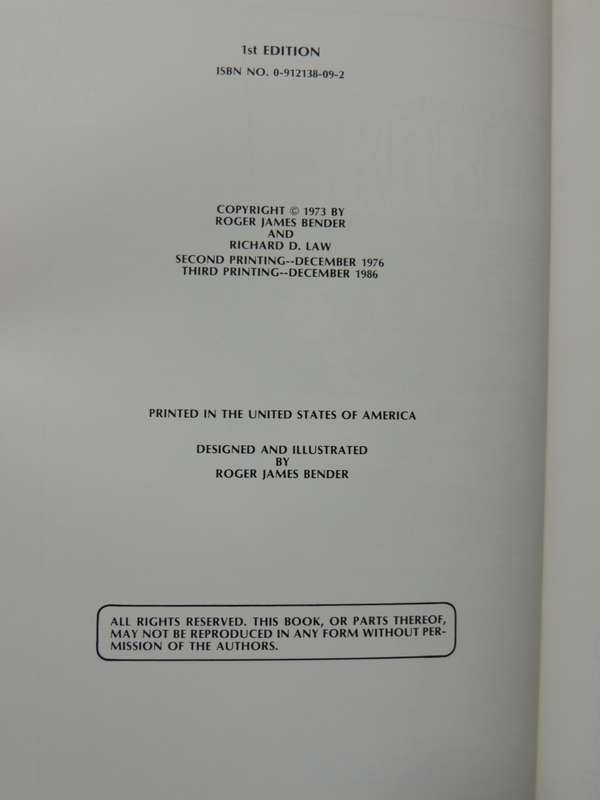 1st EDITION
ISBN NO. 0-912138-09-2
COPYRIGHT © 1973 BY
ROGER JAMES BENDER
AND
RICHARD D. LAW
SECOND PRINTING--DECEMBER 1976
THIRD PRINTING--DECEMBER 1986
PRINTED IN THE UNITED STATES OF AMERICA
DESIGNED AND ILLUSTRATED
BY
ROGER JAMES BENDER
ALL RIGHTS RESERVED. THIS BOOK, OR PARTS THEREOF,
MAY NOT BE REPRODUCED IN ANY FORM WITHOUT PER-
MISSION OF THE AUTHORS.